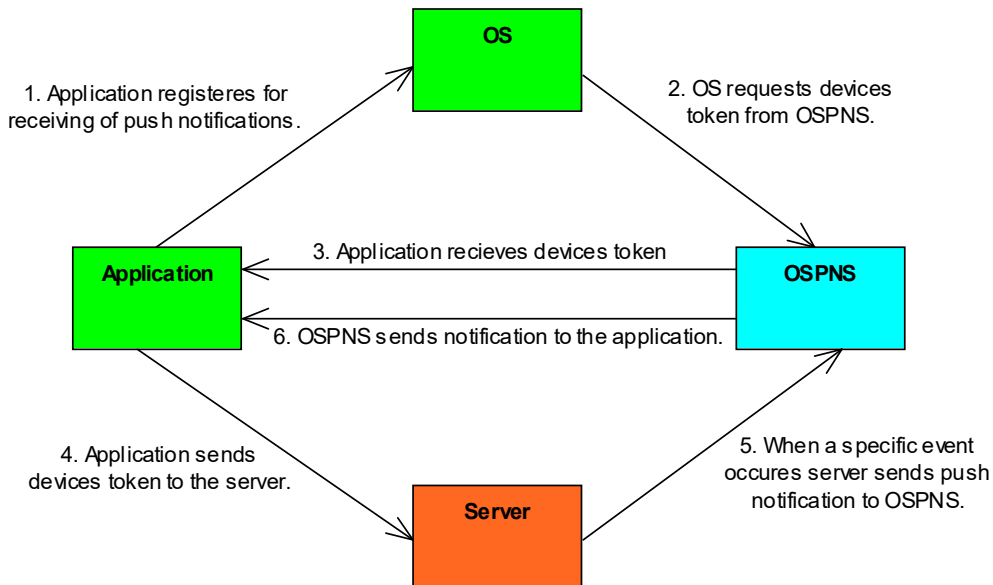 OS
1. Application registeres for
receiving of push notifications.
2. OS requests devices
token from OSPNS.
Application
3. Application recieves devices token
OSPNS
6. OSPNS sends notification to the application.
4. Application sends
devices token to the server.
5. When a specific event
occures server sends push
notification to OSPNS.
Server